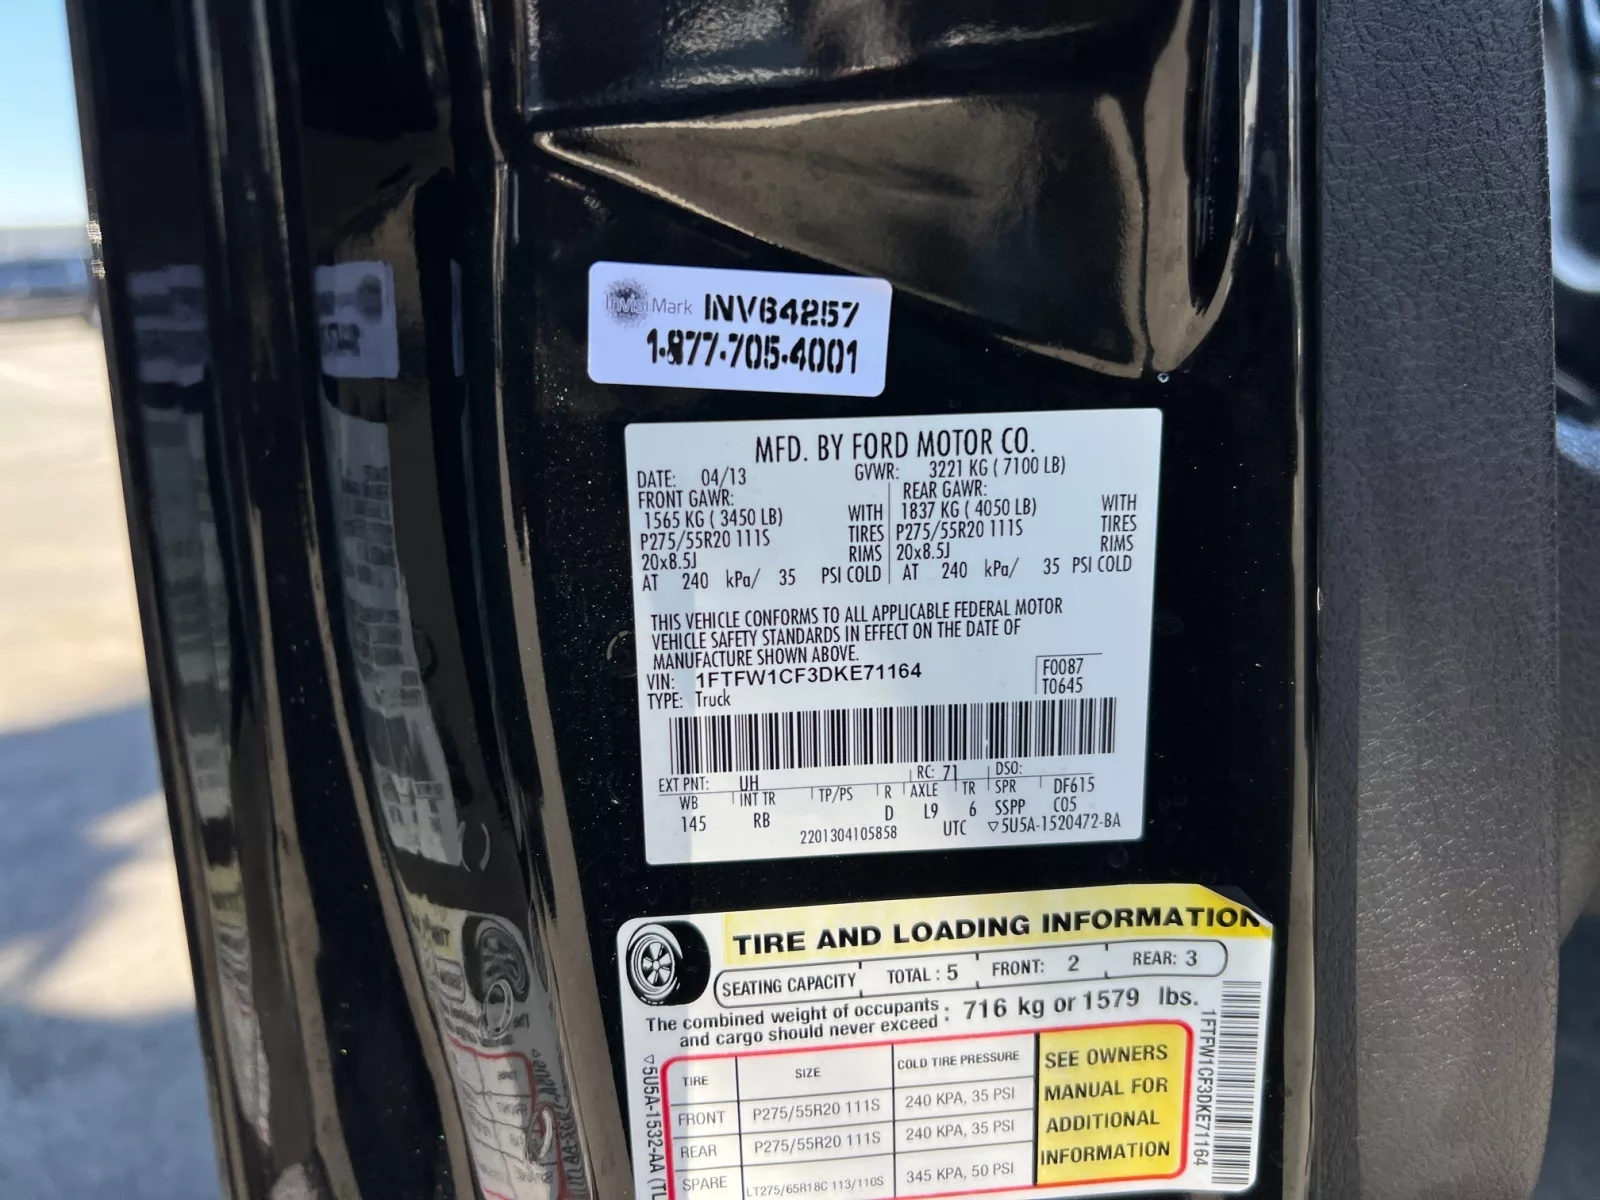 InvisiMark INV64257
1-877-705-4001
MFD. BY FORD MOTOR CO.
DATE: 04/13 GVWR: 3221 KG ( 7100 LB)
FRONT GAWR: REAR GAWR:
1565 KG ( 3450 LB) WITH 1837 KG ( 4050 LB) WITH
P275/55R20 111S TIRES P275/55R20 111S TIRES
20x8.5J RIMS 20x8.5J RIMS
AT 240 kPa/ 35 PSI COLD AT 240 kPa/ 35 PSI COLD
THIS VEHICLE CONFORMS TO ALL APPLICABLE FEDERAL MOTOR
VEHICLE SAFETY STANDARDS IN EFFECT ON THE DATE OF
MANUFACTURE SHOWN ABOVE.
VIN: 1FTFW1CF3DKE71164 F0087
TYPE: Truck T0645
EXT PNT: UH RC: 71 DSO:
WB INT TR TP/PS R AXLE TR SPR DF615
145 RB D L9 6 SSPP C05
2201304105858 UTC ▽5U5A-1520472-BA
TIRE AND LOADING INFORMATION
SEATING CAPACITY TOTAL : 5 FRONT: 2 REAR: 3
The combined weight of occupants : 716 kg or 1579 lbs.
and cargo should never exceed
TIRE SIZE COLD TIRE PRESSURE
FRONT P275/55R20 111S 240 KPA, 35 PSI
REAR P275/55R20 111S 240 KPA, 35 PSI
SPARE LT275/65R18C 113/110S 345 KPA, 50 PSI
SEE OWNERS
MANUAL FOR
ADDITIONAL
INFORMATION
▽5U5A-1532-AA (TL
1FTFW1CF3DKE71164